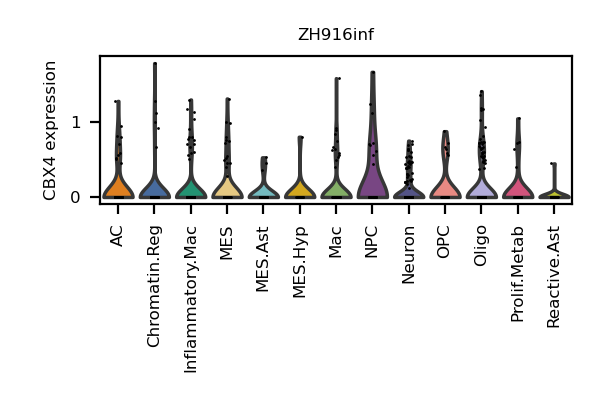 ZH916inf
CBX4 expression
1
0
AC
Chromatin.Reg
Inflammatory.Mac
MES
MES.Ast
MES.Hyp
Mac
NPC
Neuron
OPC
Oligo
Prolif.Metab
Reactive.Ast